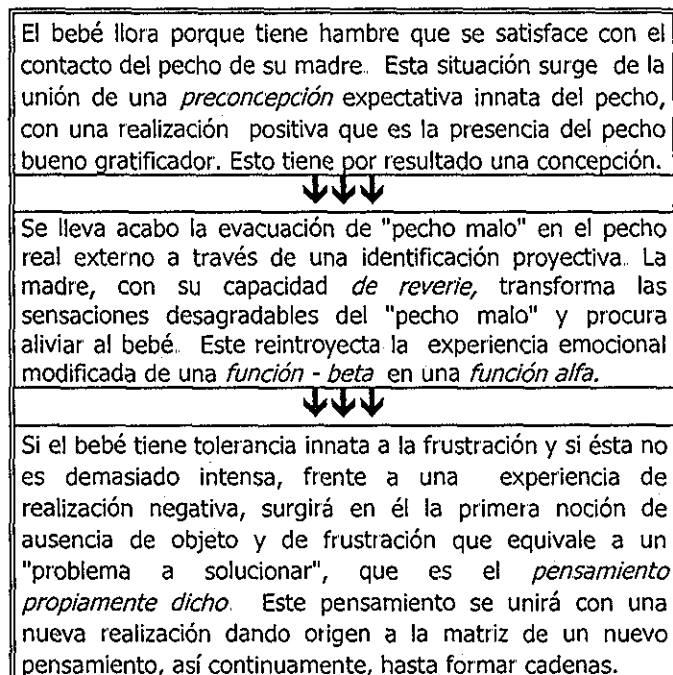 El bebé llora porque tiene hambre que se satisface con el
contacto del pecho de su madre. Esta situación surge de la
unión de una preconcepción expectativa innata del pecho,
con una realización positiva que es la presencia del pecho
bueno gratificador. Esto tiene por resultado una concepción.
Se lleva acabo la evacuación de "pecho malo" en el pecho
real externo a través de una identificación proyectiva. La
madre, con su capacidad de reverie, transforma las
sensaciones desagradables del "pecho malo" y procura
aliviar al bebé. Este reintroyecta la experiencia emocional
modificada de una función - beta en una función alfa.
Si el bebé tiene tolerancia innata a la frustración y si ésta no
es demasiado intensa, frente a una experiencia de
realización negativa, surgirá en él la primera noción de
ausencia de objeto y de frustración que equivale a un
"problema a solucionar", que es el pensamiento
propiamente dicho. Este pensamiento se unirá con una
nueva realización dando origen a la matriz de un nuevo
pensamiento, así continuamente, hasta formar cadenas.